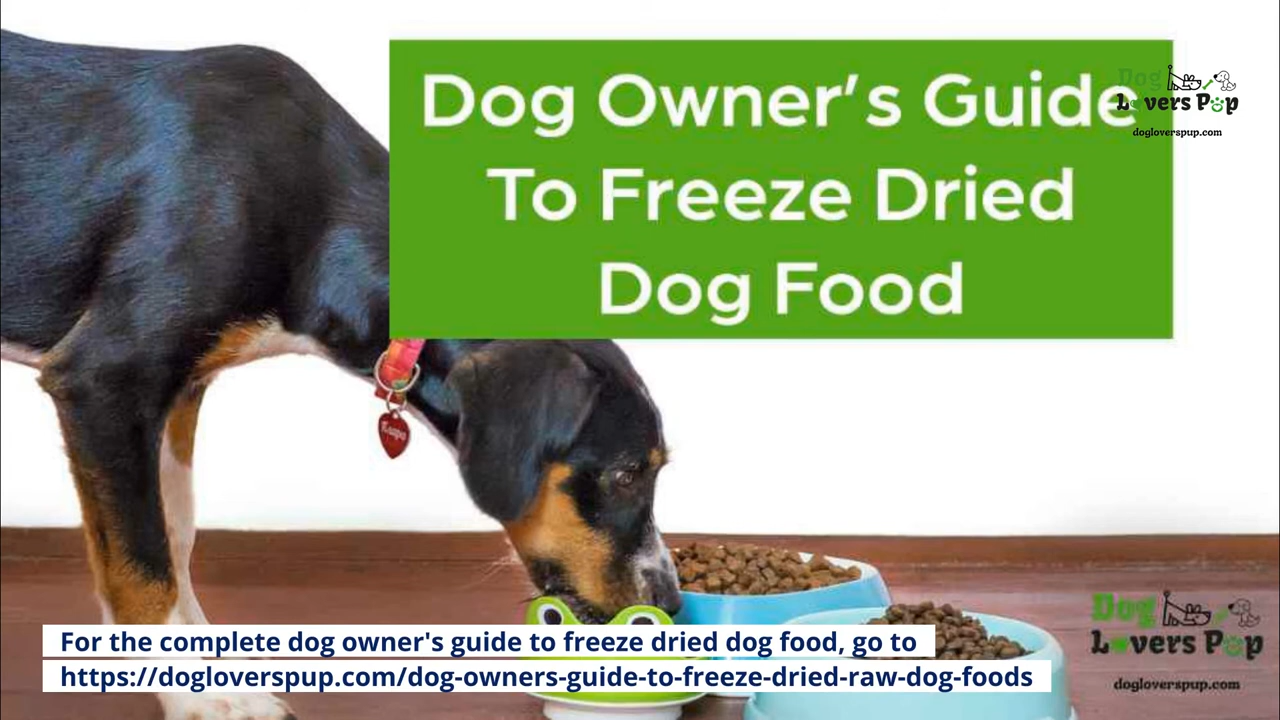 Dog Owner's Guide
To Freeze Dried
Dog Food
Dog
Lovers Pup
dogloverspup.com
Kaapo
For the complete dog owner's guide to freeze dried dog food, go to
https://dogloverspup.com/dog-owners-guide-to-freeze-dried-raw-dog-foods
Dog
Lovers Pup
dogloverspup.com